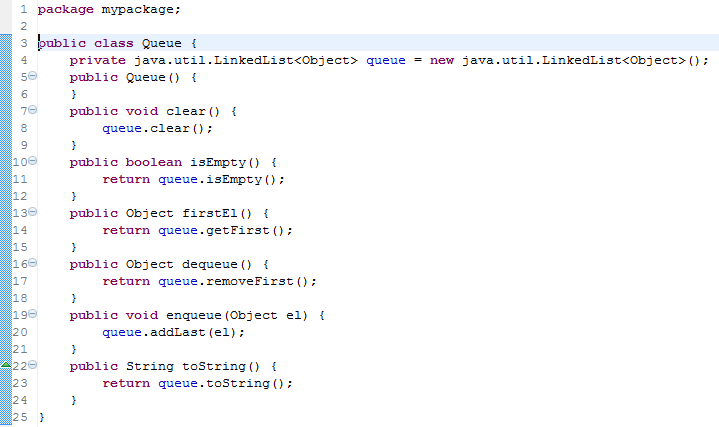 1 package mypackage;
2
3 public class Queue {
4     private java.util.LinkedList<Object> queue = new java.util.LinkedList<Object>();
5     public Queue() {
6     }
7     public void clear() {
8         queue.clear();
9     }
10     public boolean isEmpty() {
11         return queue.isEmpty();
12     }
13     public Object firstEl() {
14         return queue.getFirst();
15     }
16     public Object dequeue() {
17         return queue.removeFirst();
18     }
19     public void enqueue(Object el) {
20         queue.addLast(el);
21     }
22     public String toString() {
23         return queue.toString();
24     }
25 }